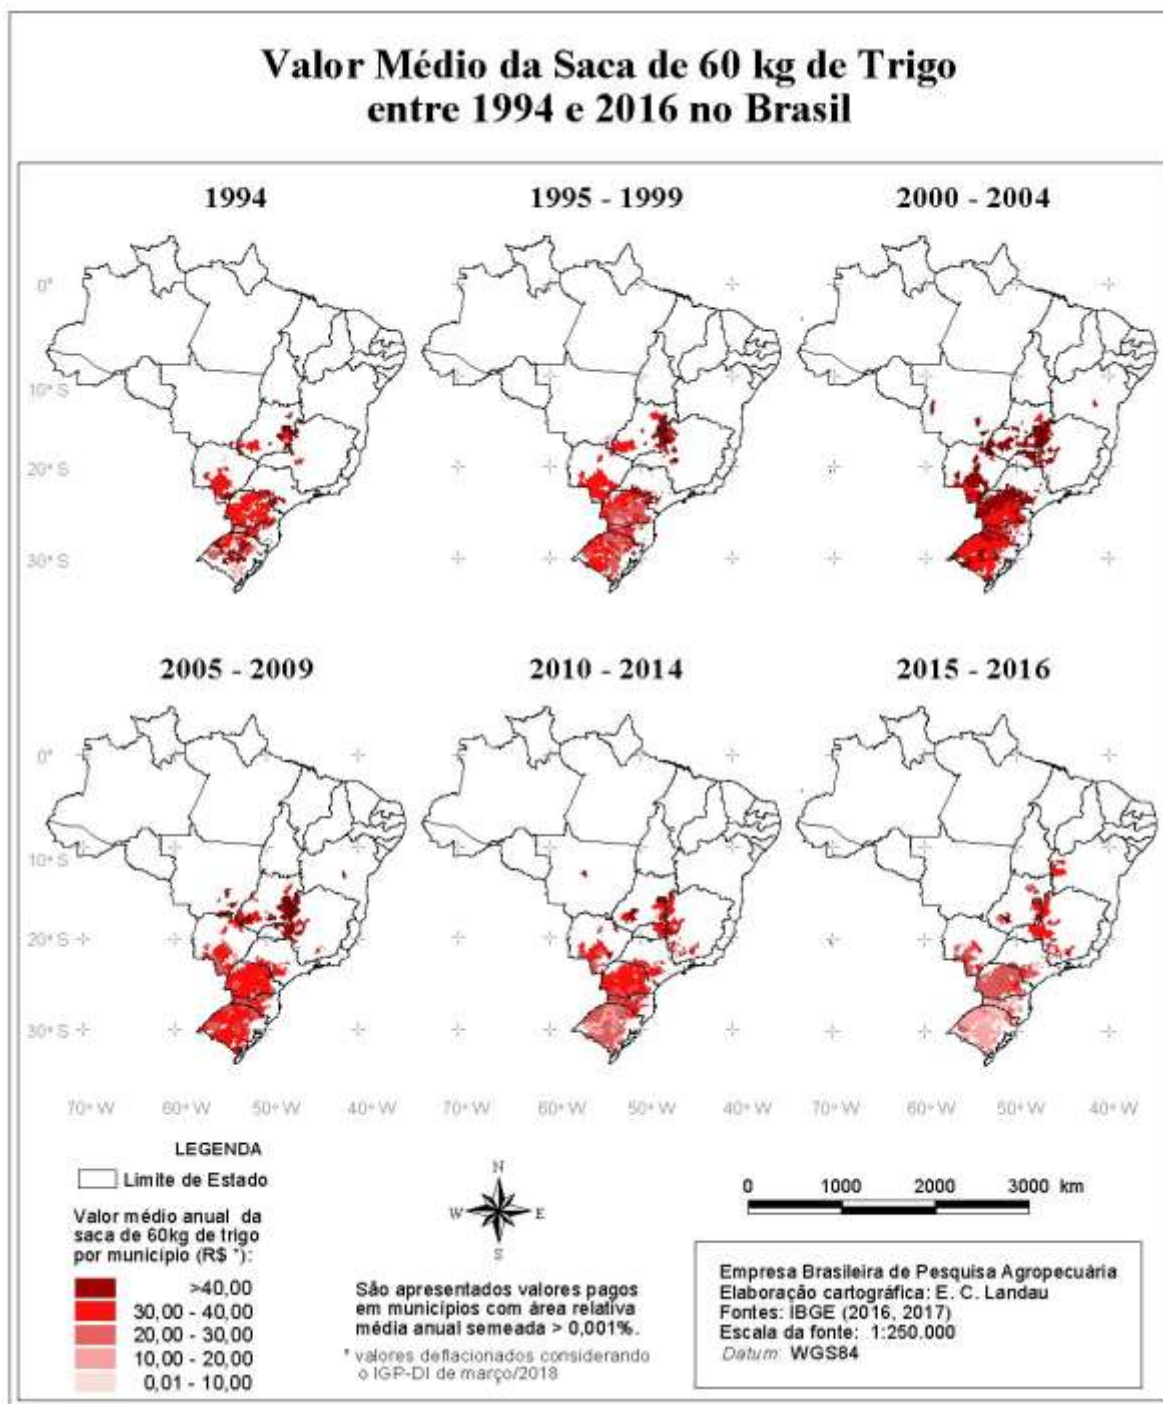 Valor Médio da Saca de 60 kg de Trigo
entre 1994 e 2016 no Brasil
1994
1995 - 1999
2000 - 2004
0°
10° S
20° S
30° S
2005 - 2009
2010 - 2014
2015 - 2016
0°
10° S
20° S
30° S
70° W 60° W 50° W 40° W
60° W 50° W 40° W
70° W 60° W 50° W 40° W
LEGENDA
Limite de Estado
Valor médio anual da
saca de 60kg de trigo
por município (R$ *):
>40,00
30,00 - 40,00
20,00 - 30,00
10,00 - 20,00
0,01 - 10,00
N
W E
S
São apresentados valores pagos
em municípios com área relativa
média anual semeada > 0,001%.
* valores deflacionados considerando
o IGP-DI de março/2018
0 1000 2000 3000 km
Empresa Brasileira de Pesquisa Agropecuária
Elaboração cartográfica: E. C. Landau
Fontes: IBGE (2016, 2017)
Escala da fonte: 1:250.000
Datum: WGS84